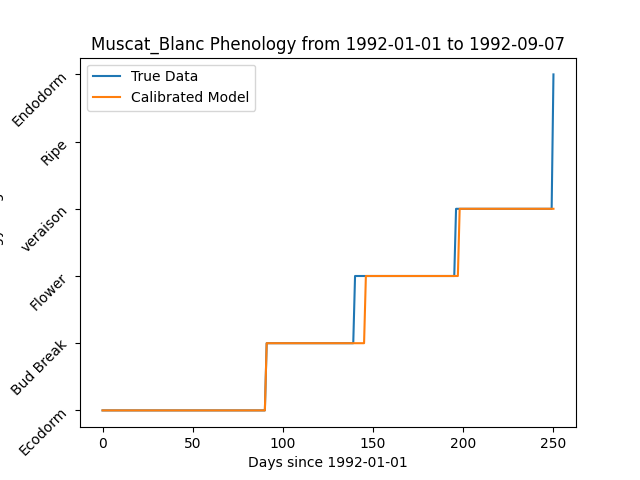 Muscat_Blanc Phenology from 1992-01-01 to 1992-09-07
True Data
Calibrated Model
Endodorm
Ripe
veraison
Flower
Bud Break
Ecodorm
0 50 100 150 200 250
Days since 1992-01-01